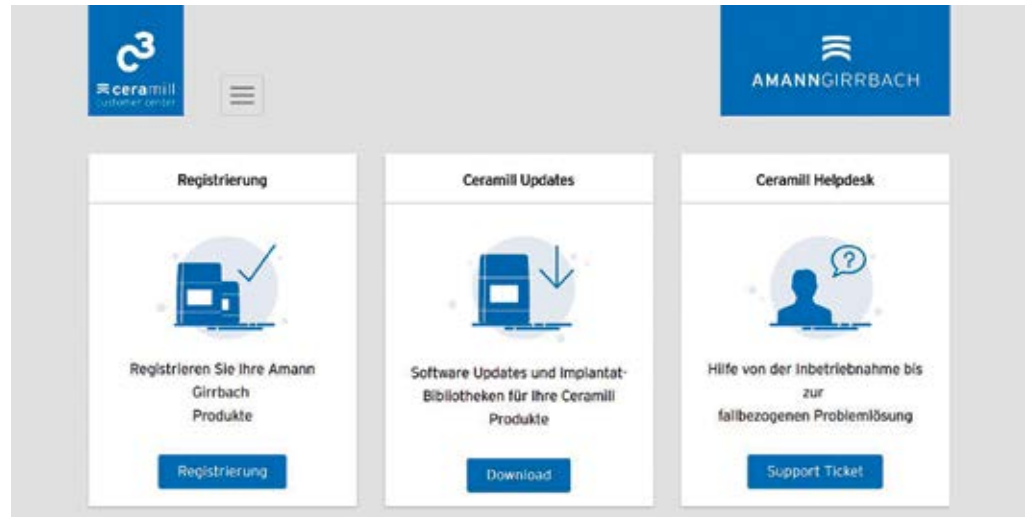 C3
ceramill
customer center
AMANNGIRRBACH
Registrierung
Registrieren Sie Ihre Amann
Girrbach
Produkte
Registrierung
Ceramill Updates
Software Updates und Implantat-
Bibliotheken für Ihre Ceramill
Produkte
Download
Ceramill Helpdesk
?
Hilfe von der Inbetriebnahme bis
zur
fallbezogenen Problemlösung
Support Ticket